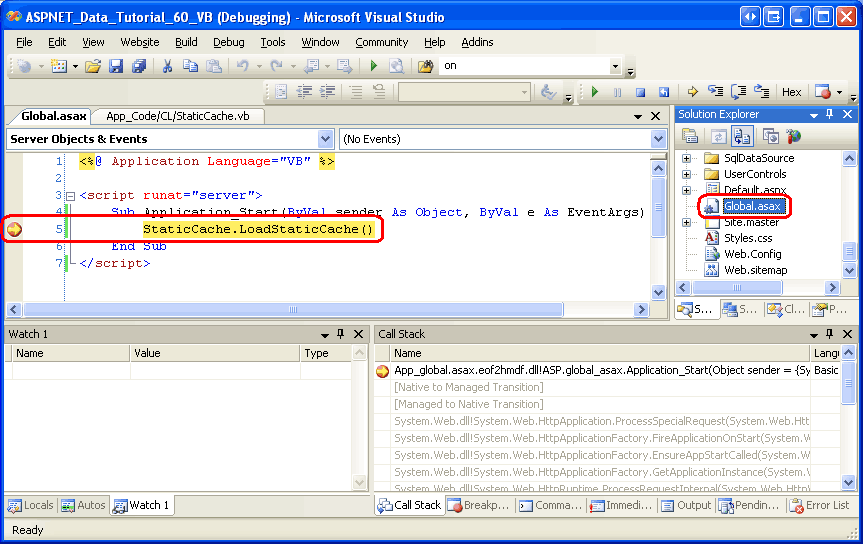 ASPNET_Data_Tutorial_60_VB (Debugging) - Microsoft Visual Studio
File Edit View Debug Build Debug Tools Window Community Help Addins
on
Hex
Global.asax App_Code/CL/StaticCache.vb
Server Objects & Events (No Events)
1 <%@ Application Language="VB" %>
2
3 <script runat="server">
4 Sub Application_Start(ByVal sender As Object, ByVal e As EventArgs)
5 StaticCache.LoadStaticCache()
6 End Sub
7 </script>
Solution Explorer
SqlDataSource
UserControls
Default.aspx
Global.asax
Site.master
Styles.css
Web.Config
Web.sitemap
S... S... Cl... P...
Watch 1
Name Value Type
Locals Autos Watch 1
Call Stack
Name Langu
App_global.asax.eof2hmdf.dll!ASP.global_asax.Application_Start(Object sender = {Sy Basic
[Native to Managed Transition]
[Managed to Native Transition]
System.Web.dll!System.Web.HttpApplication.ProcessSpecialRequest(System.Web.Htt
System.Web.dll!System.Web.HttpApplicationFactory.FireApplicationOnStart(System.W
System.Web.dll!System.Web.HttpApplicationFactory.EnsureAppStartCalled(System.W
System.Web.dll!System.Web.HttpApplicationFactory.GetApplicationInstance(System.W
System.Web.dll!System.Web.HttpRuntime.ProcessRequestInternal(System.Web.Http
Call Stack Breakp... Comma... Immedi... Output Pendin... Error List
Ready